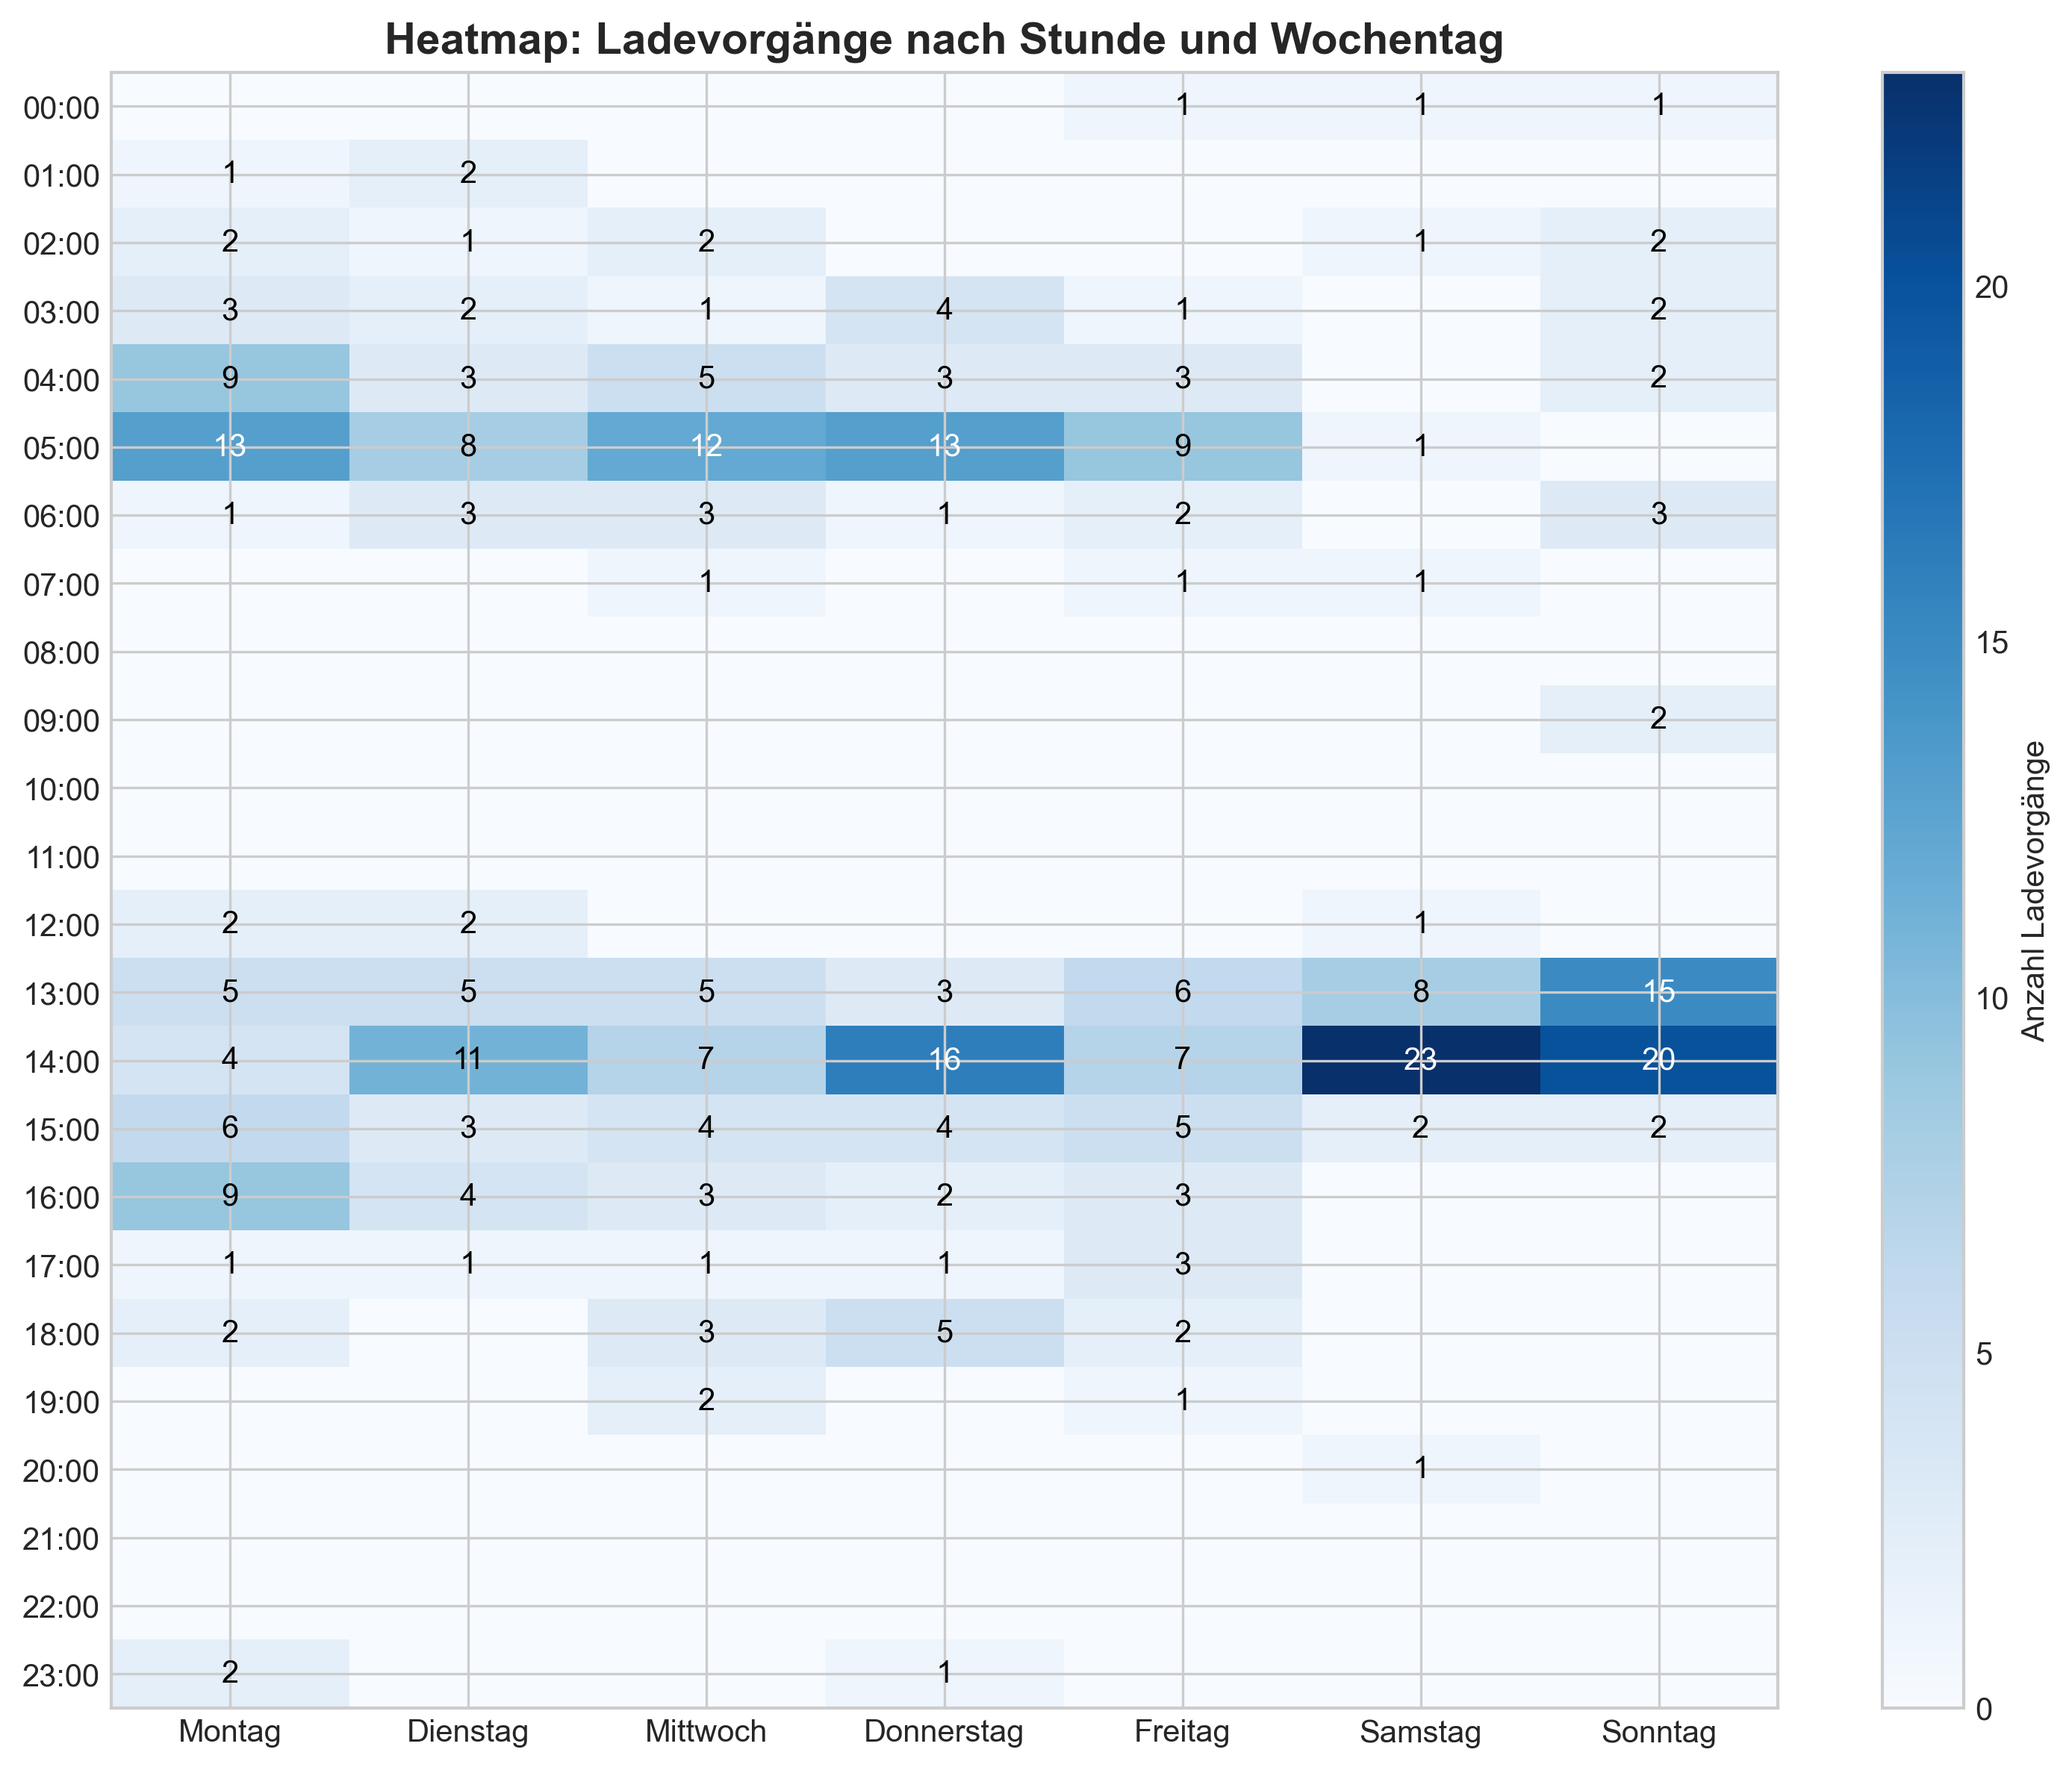 Heatmap: Ladevorgänge nach Stunde und Wochentag
00:00 1 1 1
01:00 1 2
02:00 2 1 2 1 2
03:00 3 2 1 4 1 2
04:00 9 3 5 3 3 2
05:00 13 8 12 13 9 1
06:00 1 3 3 1 2 3
07:00 1 1 1
08:00
09:00 2
10:00
11:00
12:00 2 2 1
13:00 5 5 5 3 6 8 15
14:00 4 11 7 16 7 23 20
15:00 6 3 4 4 5 2 2
16:00 9 4 3 2 3
17:00 1 1 1 1 3
18:00 2 3 5 2
19:00 2 1
20:00 1
21:00
22:00
23:00 2 1
Montag Dienstag Mittwoch Donnerstag Freitag Samstag Sonntag
20
15
10
5
0
Anzahl Ladevorgänge